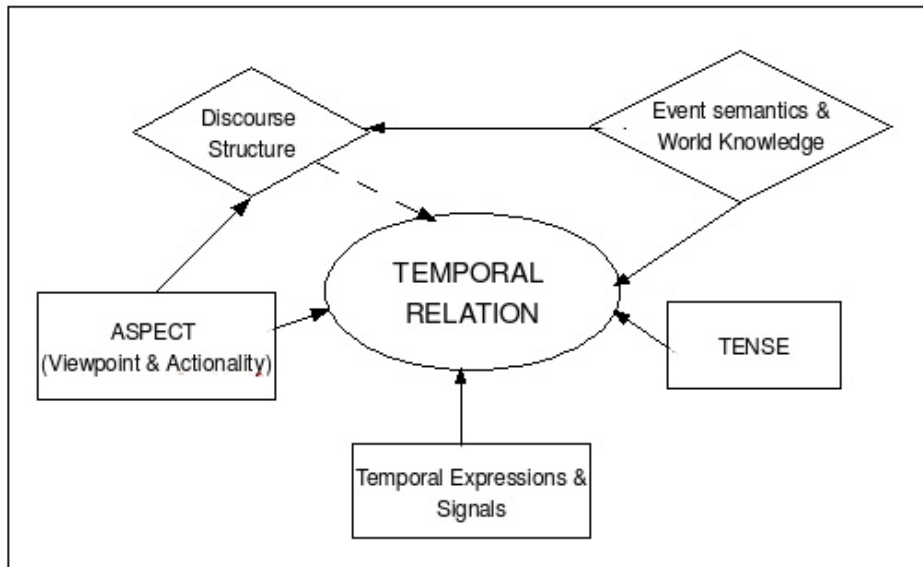 Discourse
Structure
Event semantics &
World Knowledge
TEMPORAL
RELATION
ASPECT
(Viewpoint & Actionality)
TENSE
Temporal Expressions &
Signals